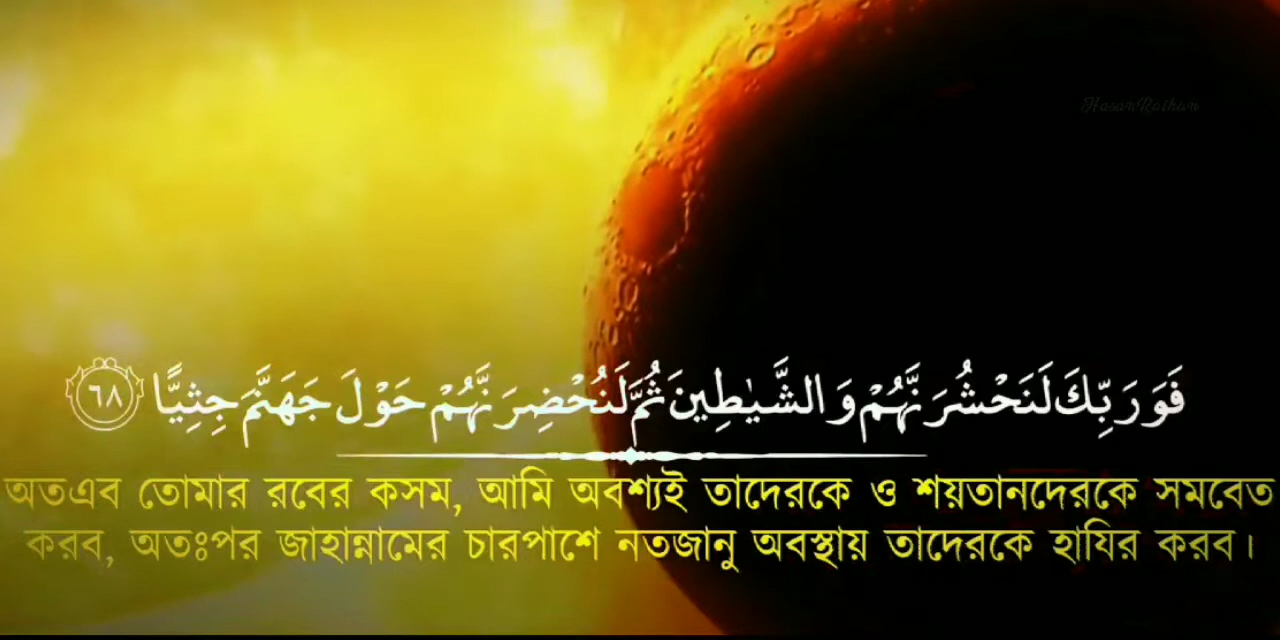 HasanRaihan
فَوَرَبِّكَ لَنَحْشُرَنَّهُمْ وَالشَّيٰطِينَ ثُمَّ لَنُحْضِرَنَّهُمْ حَوْلَ جَهَنَّمَ جِثِيًّا ٦٨
অতএব তোমার রবের কসম, আমি অবশ্যই তাদেরকে ও শয়তানদেরকে সমবেত
করব, অতঃপর জাহান্নামের চারপাশে নতজানু অবস্থায় তাদেরকে হাযির করব।